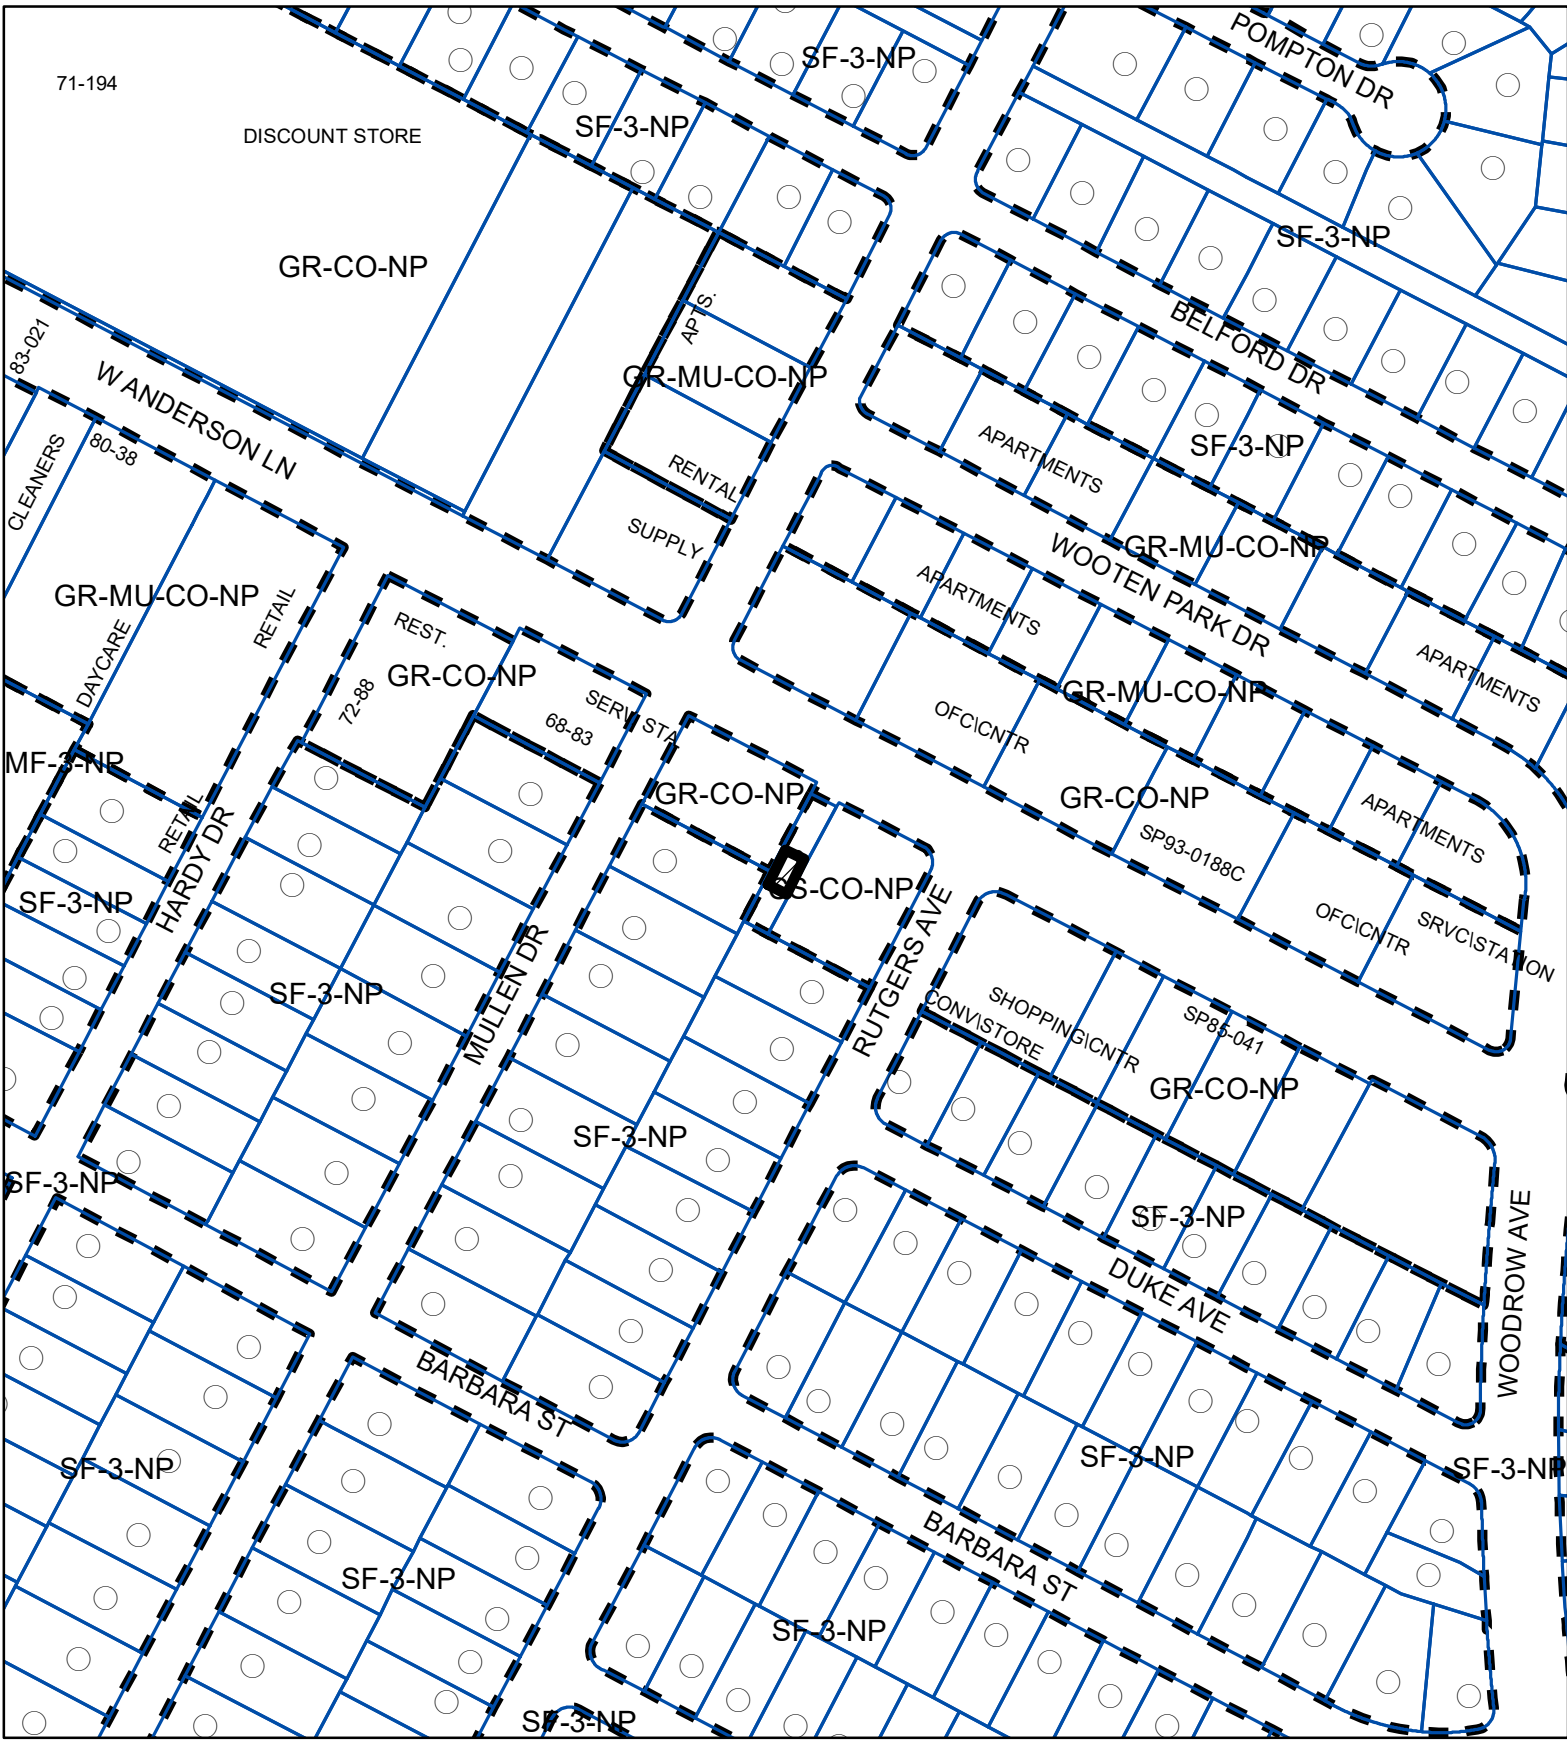 POMPTON DR
SF-3-NP
71-194
SF-3-NP
DISCOUNT STORE
SF-3-NP
GR-CO-NP
APTS.
BELFORD DR
83-021
W ANDERSON LN
GR-MU-CO-NP
APARTMENTS
SF-3-NP
80-38
CLEANERS
RENTAL
SUPPLY
WOOTEN PARK DR
GR-MU-CO-NP
APARTMENTS
GR-MU-CO-NP
RETAIL
REST.
DAYCARE
GR-CO-NP
72-88
SERV STA
68-83
GR-MU-CO-NP
APARTMENTS
OFC\CNTR
MF-3-NP
GR-CO-NP
GR-CO-NP
APARTMENTS
RETAIL
HARDY DR
SP93-0188C
CS-CO-NP
SF-3-NP
RUTGERS AVE
OFC\CNTR
SRVC\STATION
MULLEN DR
SF-3-NP
CONV\STORE
SHOPPING\CNTR
SP85-041
GR-CO-NP
SF-3-NP
SF-3-NP
SF-3-NP
DUKE AVE
WOODROW AVE
BARBARA ST
SF-3-NP
SF-3-NP
SF-3-NP
BARBARA ST
SF-3-NP
SF-3-NP
SF-3-NP